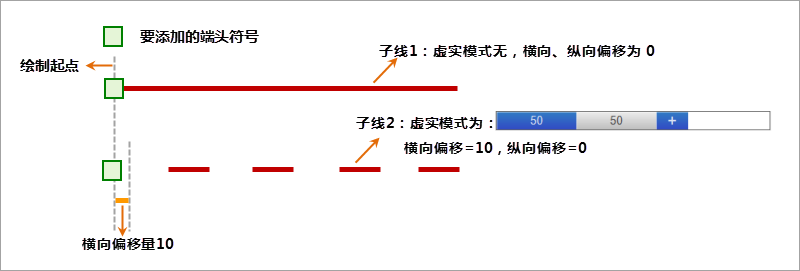 要添加的端头符号
子线1：虚实模式无，横向、纵向偏移为 0
绘制起点
子线2：虚实模式为：
50 50 +
横向偏移=10，纵向偏移=0
横向偏移量10